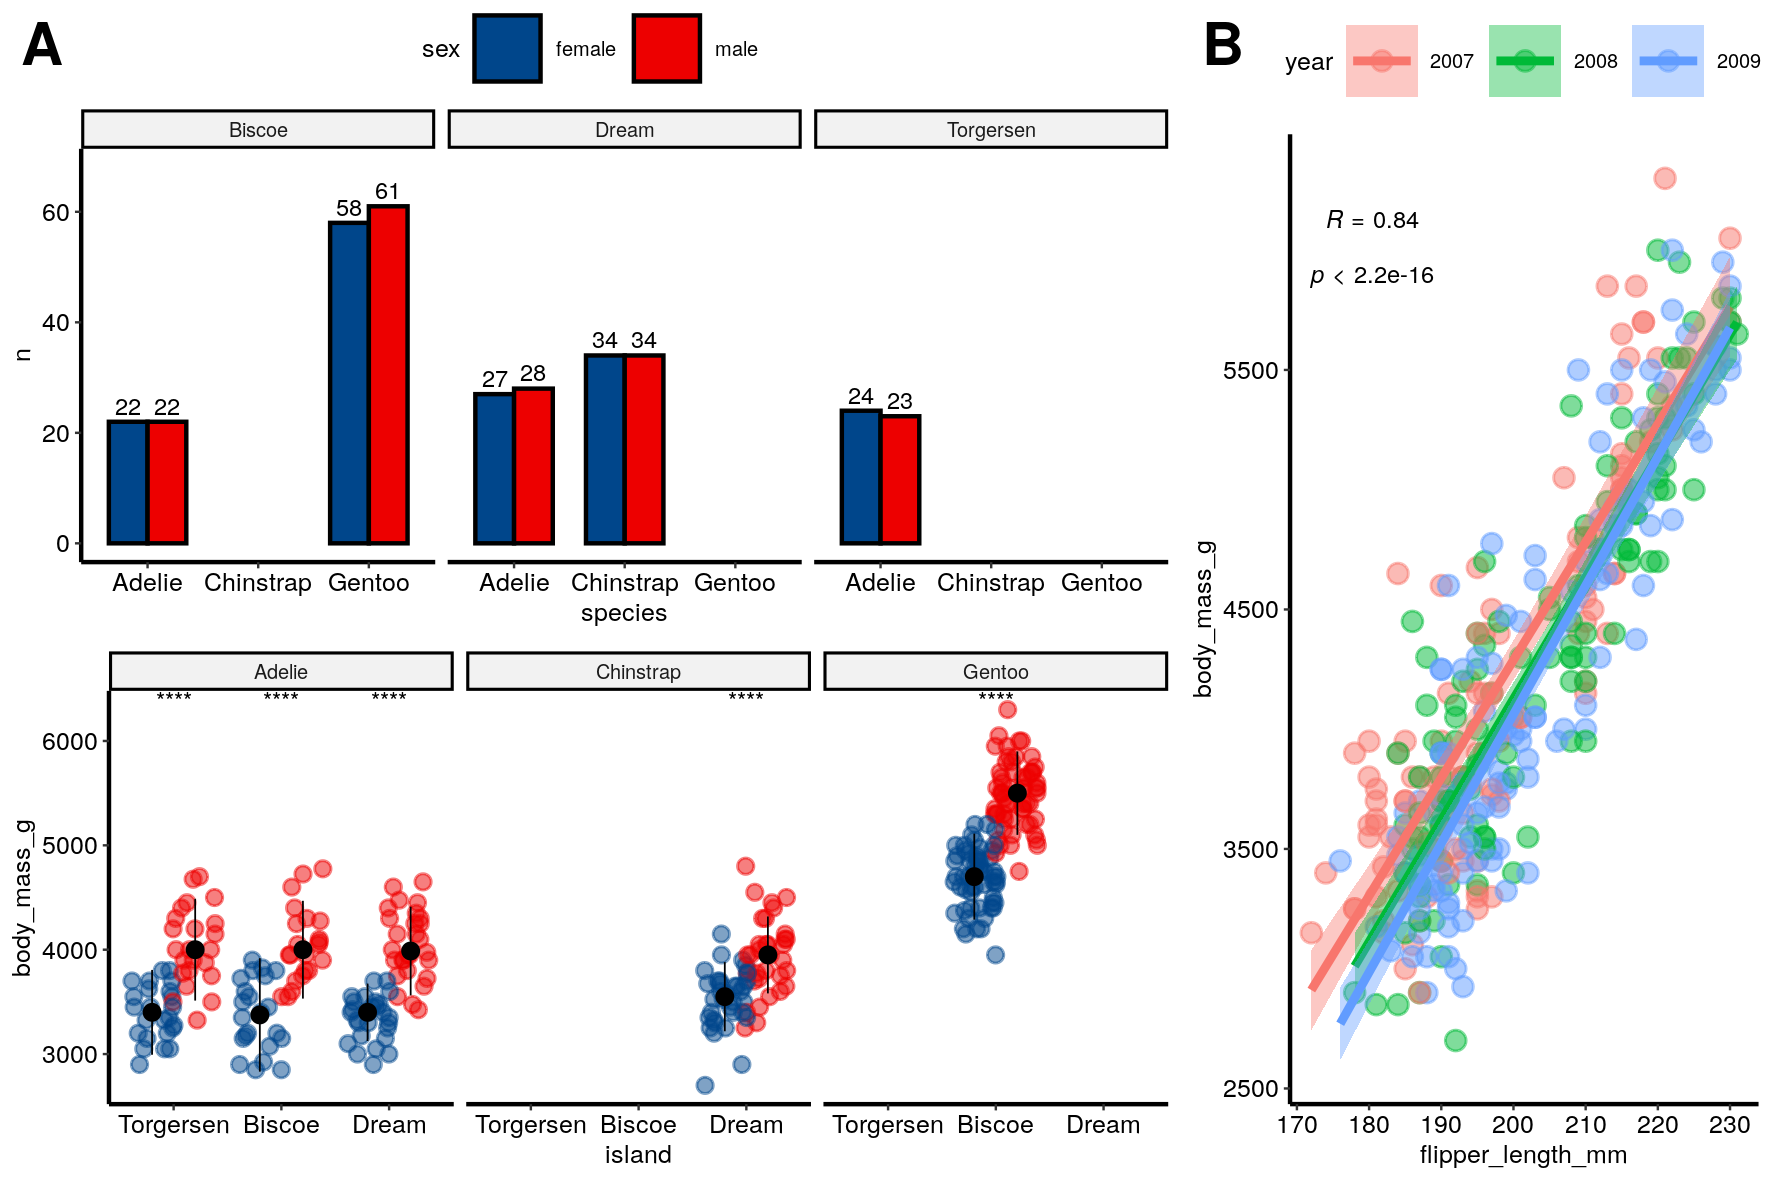 A
sex female male
Biscoe Dream Torgersen
n
60
40
20
0
22 22 58 61
27 28 34 34
24 23
Adelie Chinstrap Gentoo Adelie Chinstrap Gentoo Adelie Chinstrap Gentoo
species
Adelie Chinstrap Gentoo
**** **** **** **** ****
body_mass_g
6000
5000
4000
3000
Torgersen Biscoe Dream Torgersen Biscoe Dream Torgersen Biscoe Dream
island
B
year 2007 2008 2009
R = 0.84
p < 2.2e-16
body_mass_g
5500
4500
3500
2500
170 180 190 200 210 220 230
flipper_length_mm